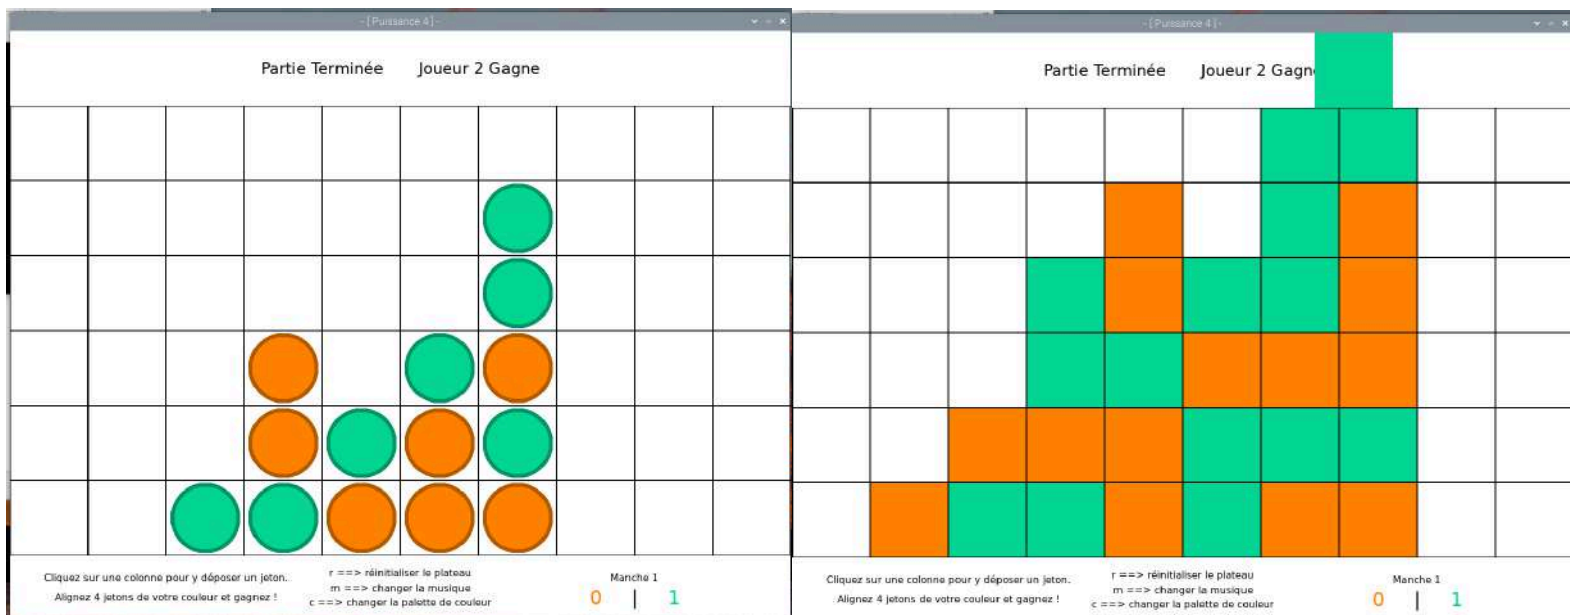 -[Puissance 4]-
Partie Terminée Joueur 2 Gagne
Cliquez sur une colonne pour y déposer un jeton.
Alignez 4 jetons de votre couleur et gagnez !
r ==> réinitialiser le plateau
m ==> changer la musique
c ==> changer la palette de couleur
Manche 1
0 | 1
-[Puissance 4]-
Partie Terminée Joueur 2 Gagne
Cliquez sur une colonne pour y déposer un jeton.
Alignez 4 jetons de votre couleur et gagnez !
r ==> réinitialiser le plateau
m ==> changer la musique
c ==> changer la palette de couleur
Manche 1
0 | 1